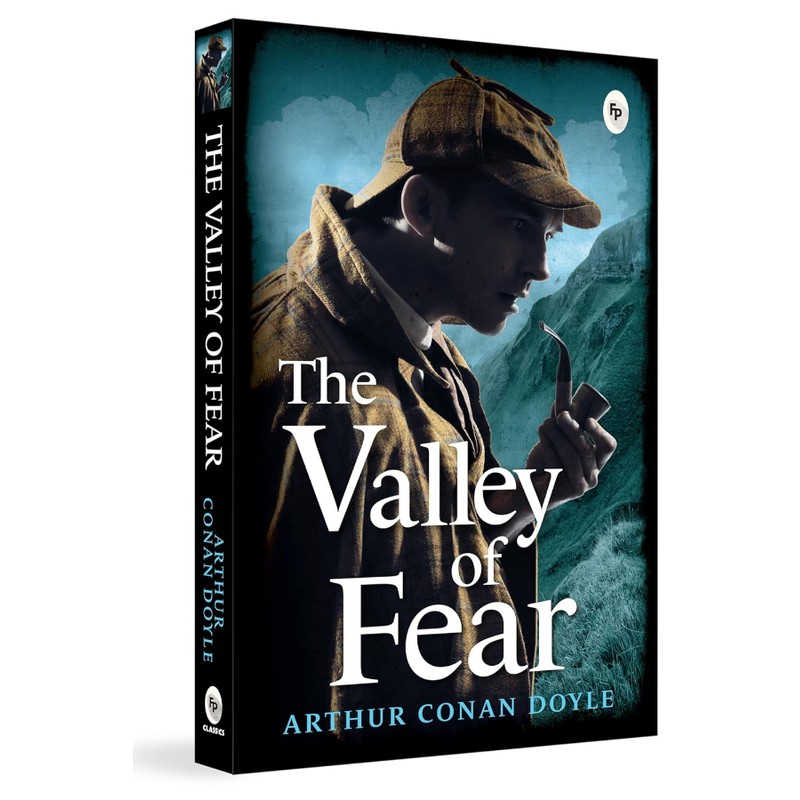 THE VALLEY OF FEAR
ARTHUR
CONAN DOYLE
FP
CLASSICS
FP
The
Valley
of
Fear
ARTHUR CONAN DOYLE